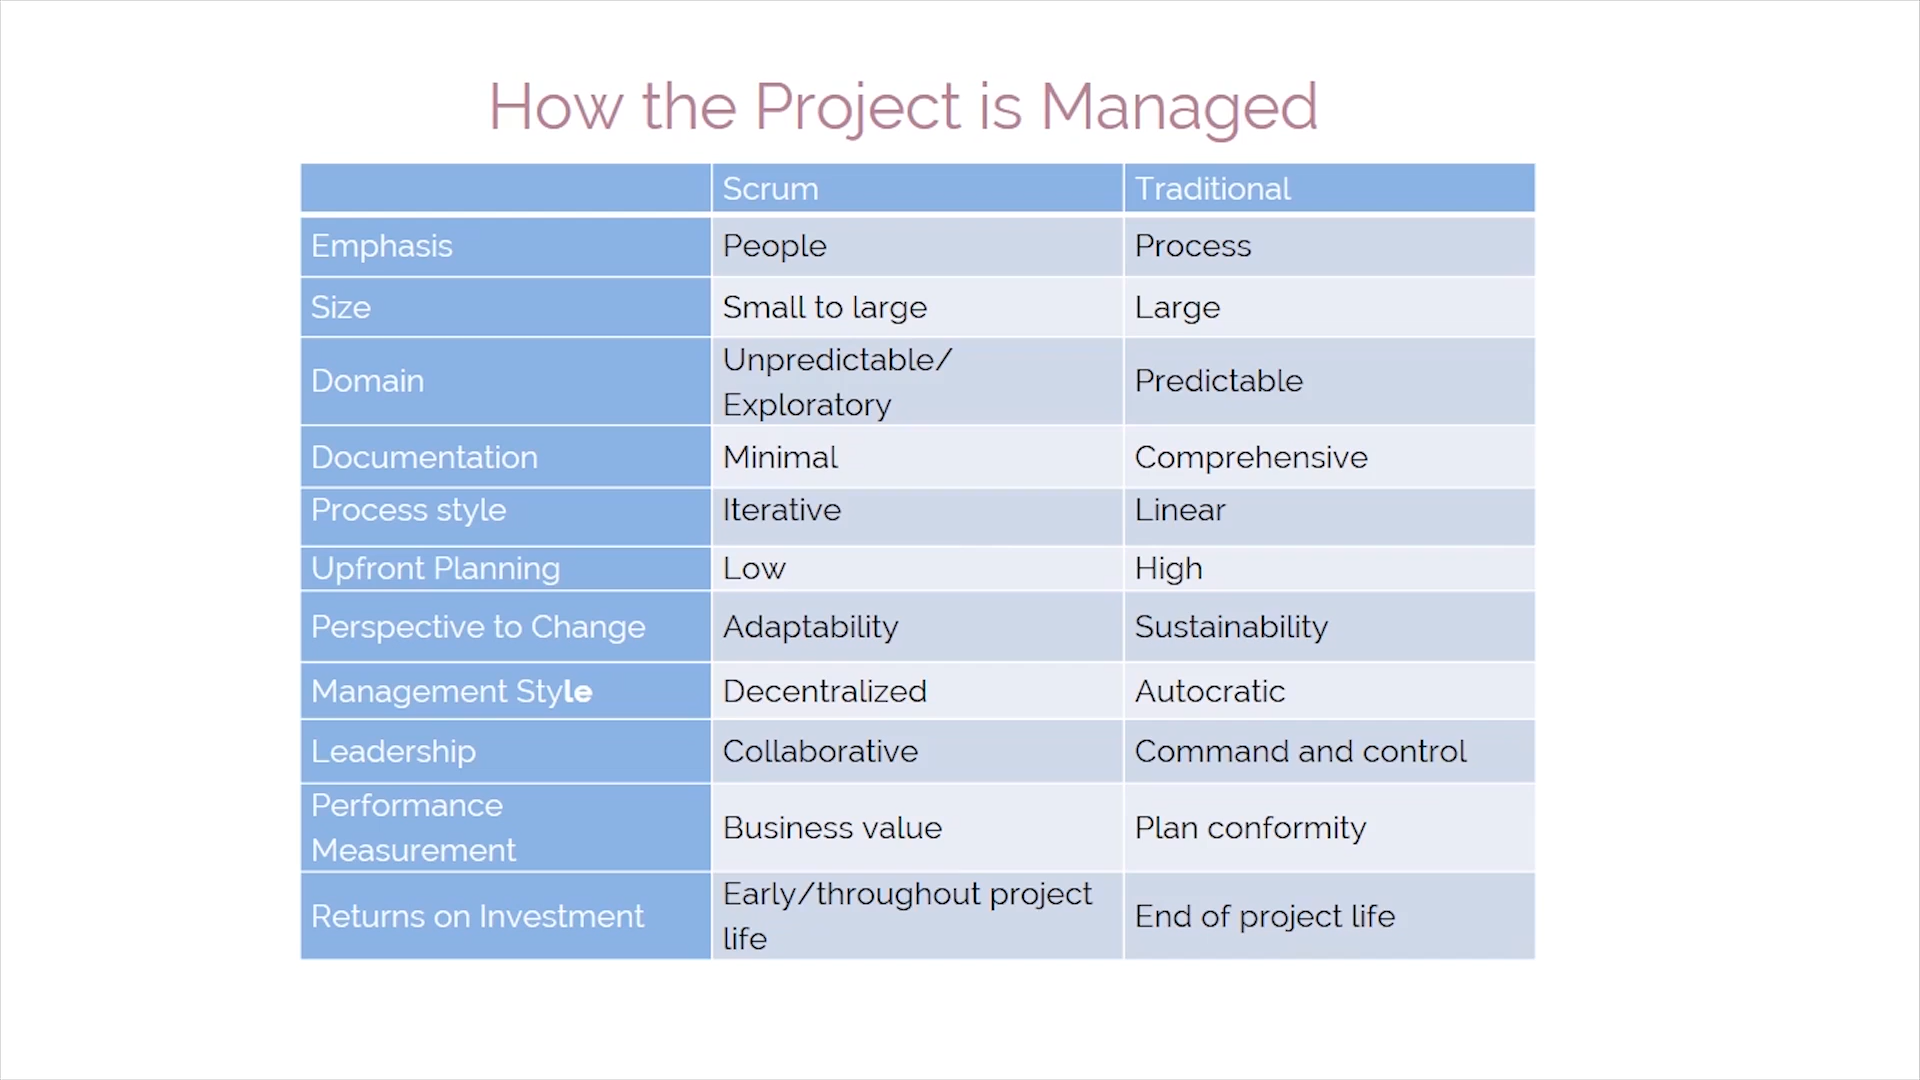 How the Project is Managed
Scrum Traditional
Emphasis People Process
Size Small to large Large
Domain Unpredictable/ Predictable
Exploratory
Documentation Minimal Comprehensive
Process style Iterative Linear
Upfront Planning Low High
Perspective to Change Adaptability Sustainability
Management Style Decentralized Autocratic
Leadership Collaborative Command and control
Performance
Measurement Business value Plan conformity
Returns on Investment Early/throughout project
life End of project life